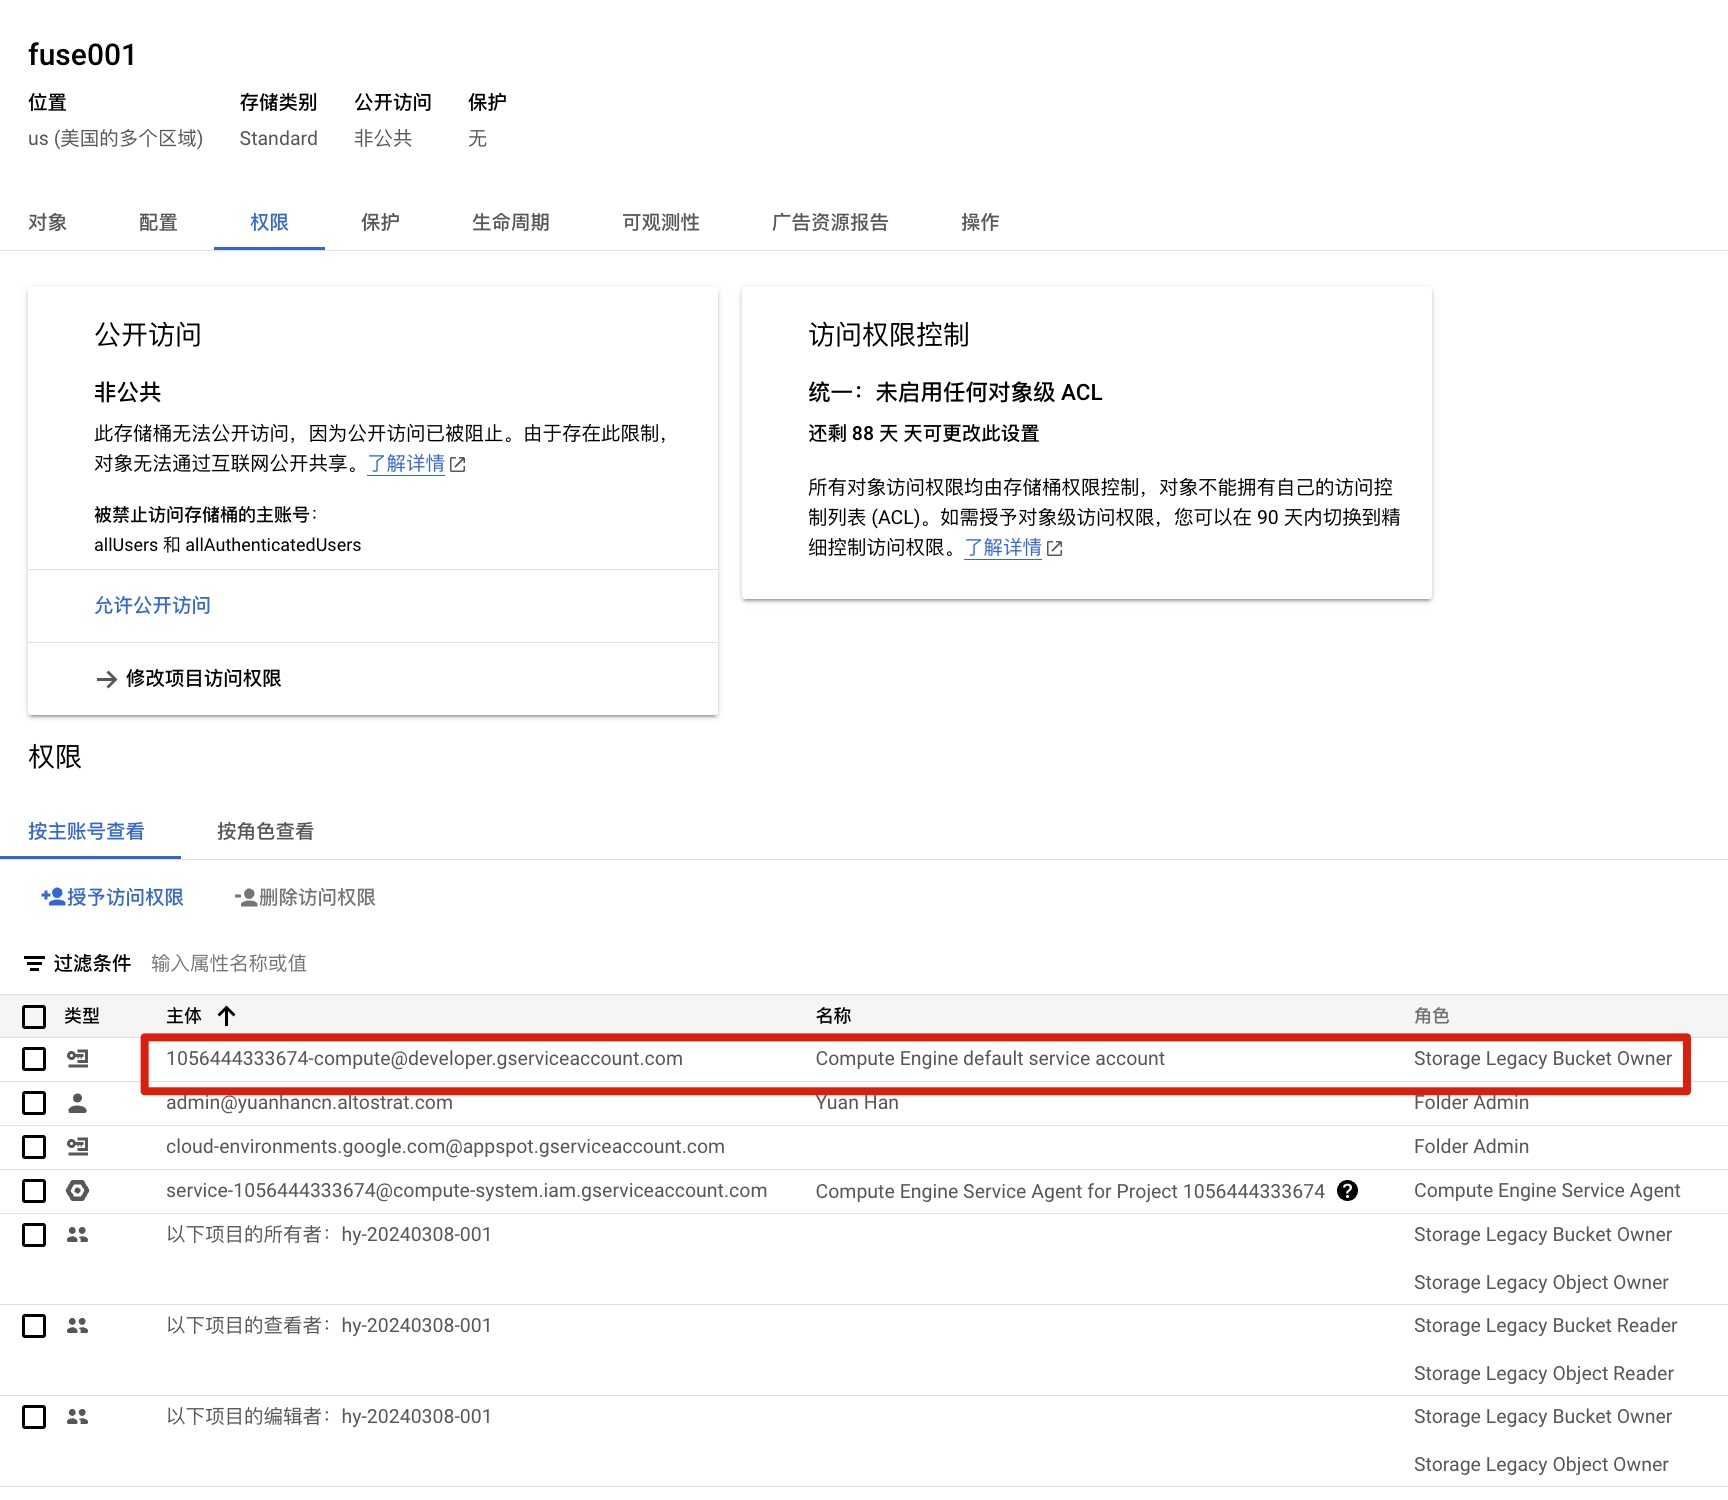 fuse001
位置 存储类别 公开访问 保护
us (美国的多个区域) Standard 非公共 无
对象 配置 权限 保护 生命周期 可观测性 广告资源报告 操作
公开访问
非公共
此存储桶无法公开访问，因为公开访问已被阻止。由于存在此限制，
对象无法通过互联网公开共享。了解详情
被禁止访问存储桶的主账号：
allUsers 和 allAuthenticatedUsers
允许公开访问
修改项目访问权限
访问权限控制
统一：未启用任何对象级 ACL
还剩 88 天 天可更改此设置
所有对象访问权限均由存储桶权限控制，对象不能拥有自己的访问控
制列表 (ACL)。如需授予对象级访问权限，您可以在 90 天内切换到精
细控制访问权限。了解详情
权限
按主账号查看 按角色查看
授予访问权限 删除访问权限
过滤条件 输入属性名称或值
类型 主体 名称 角色
1056444333674-compute@developer.gserviceaccount.com Compute Engine default service account Storage Legacy Bucket Owner
admin@yuanhancn.altostrat.com Yuan Han Folder Admin
cloud-environments.google.com@appspot.gserviceaccount.com Folder Admin
service-1056444333674@compute-system.iam.gserviceaccount.com Compute Engine Service Agent for Project 1056444333674 Compute Engine Service Agent
以下项目的所有者：hy-20240308-001 Storage Legacy Bucket Owner
Storage Legacy Object Owner
以下项目的查看者：hy-20240308-001 Storage Legacy Bucket Reader
Storage Legacy Object Reader
以下项目的编辑者：hy-20240308-001 Storage Legacy Bucket Owner
Storage Legacy Object Owner